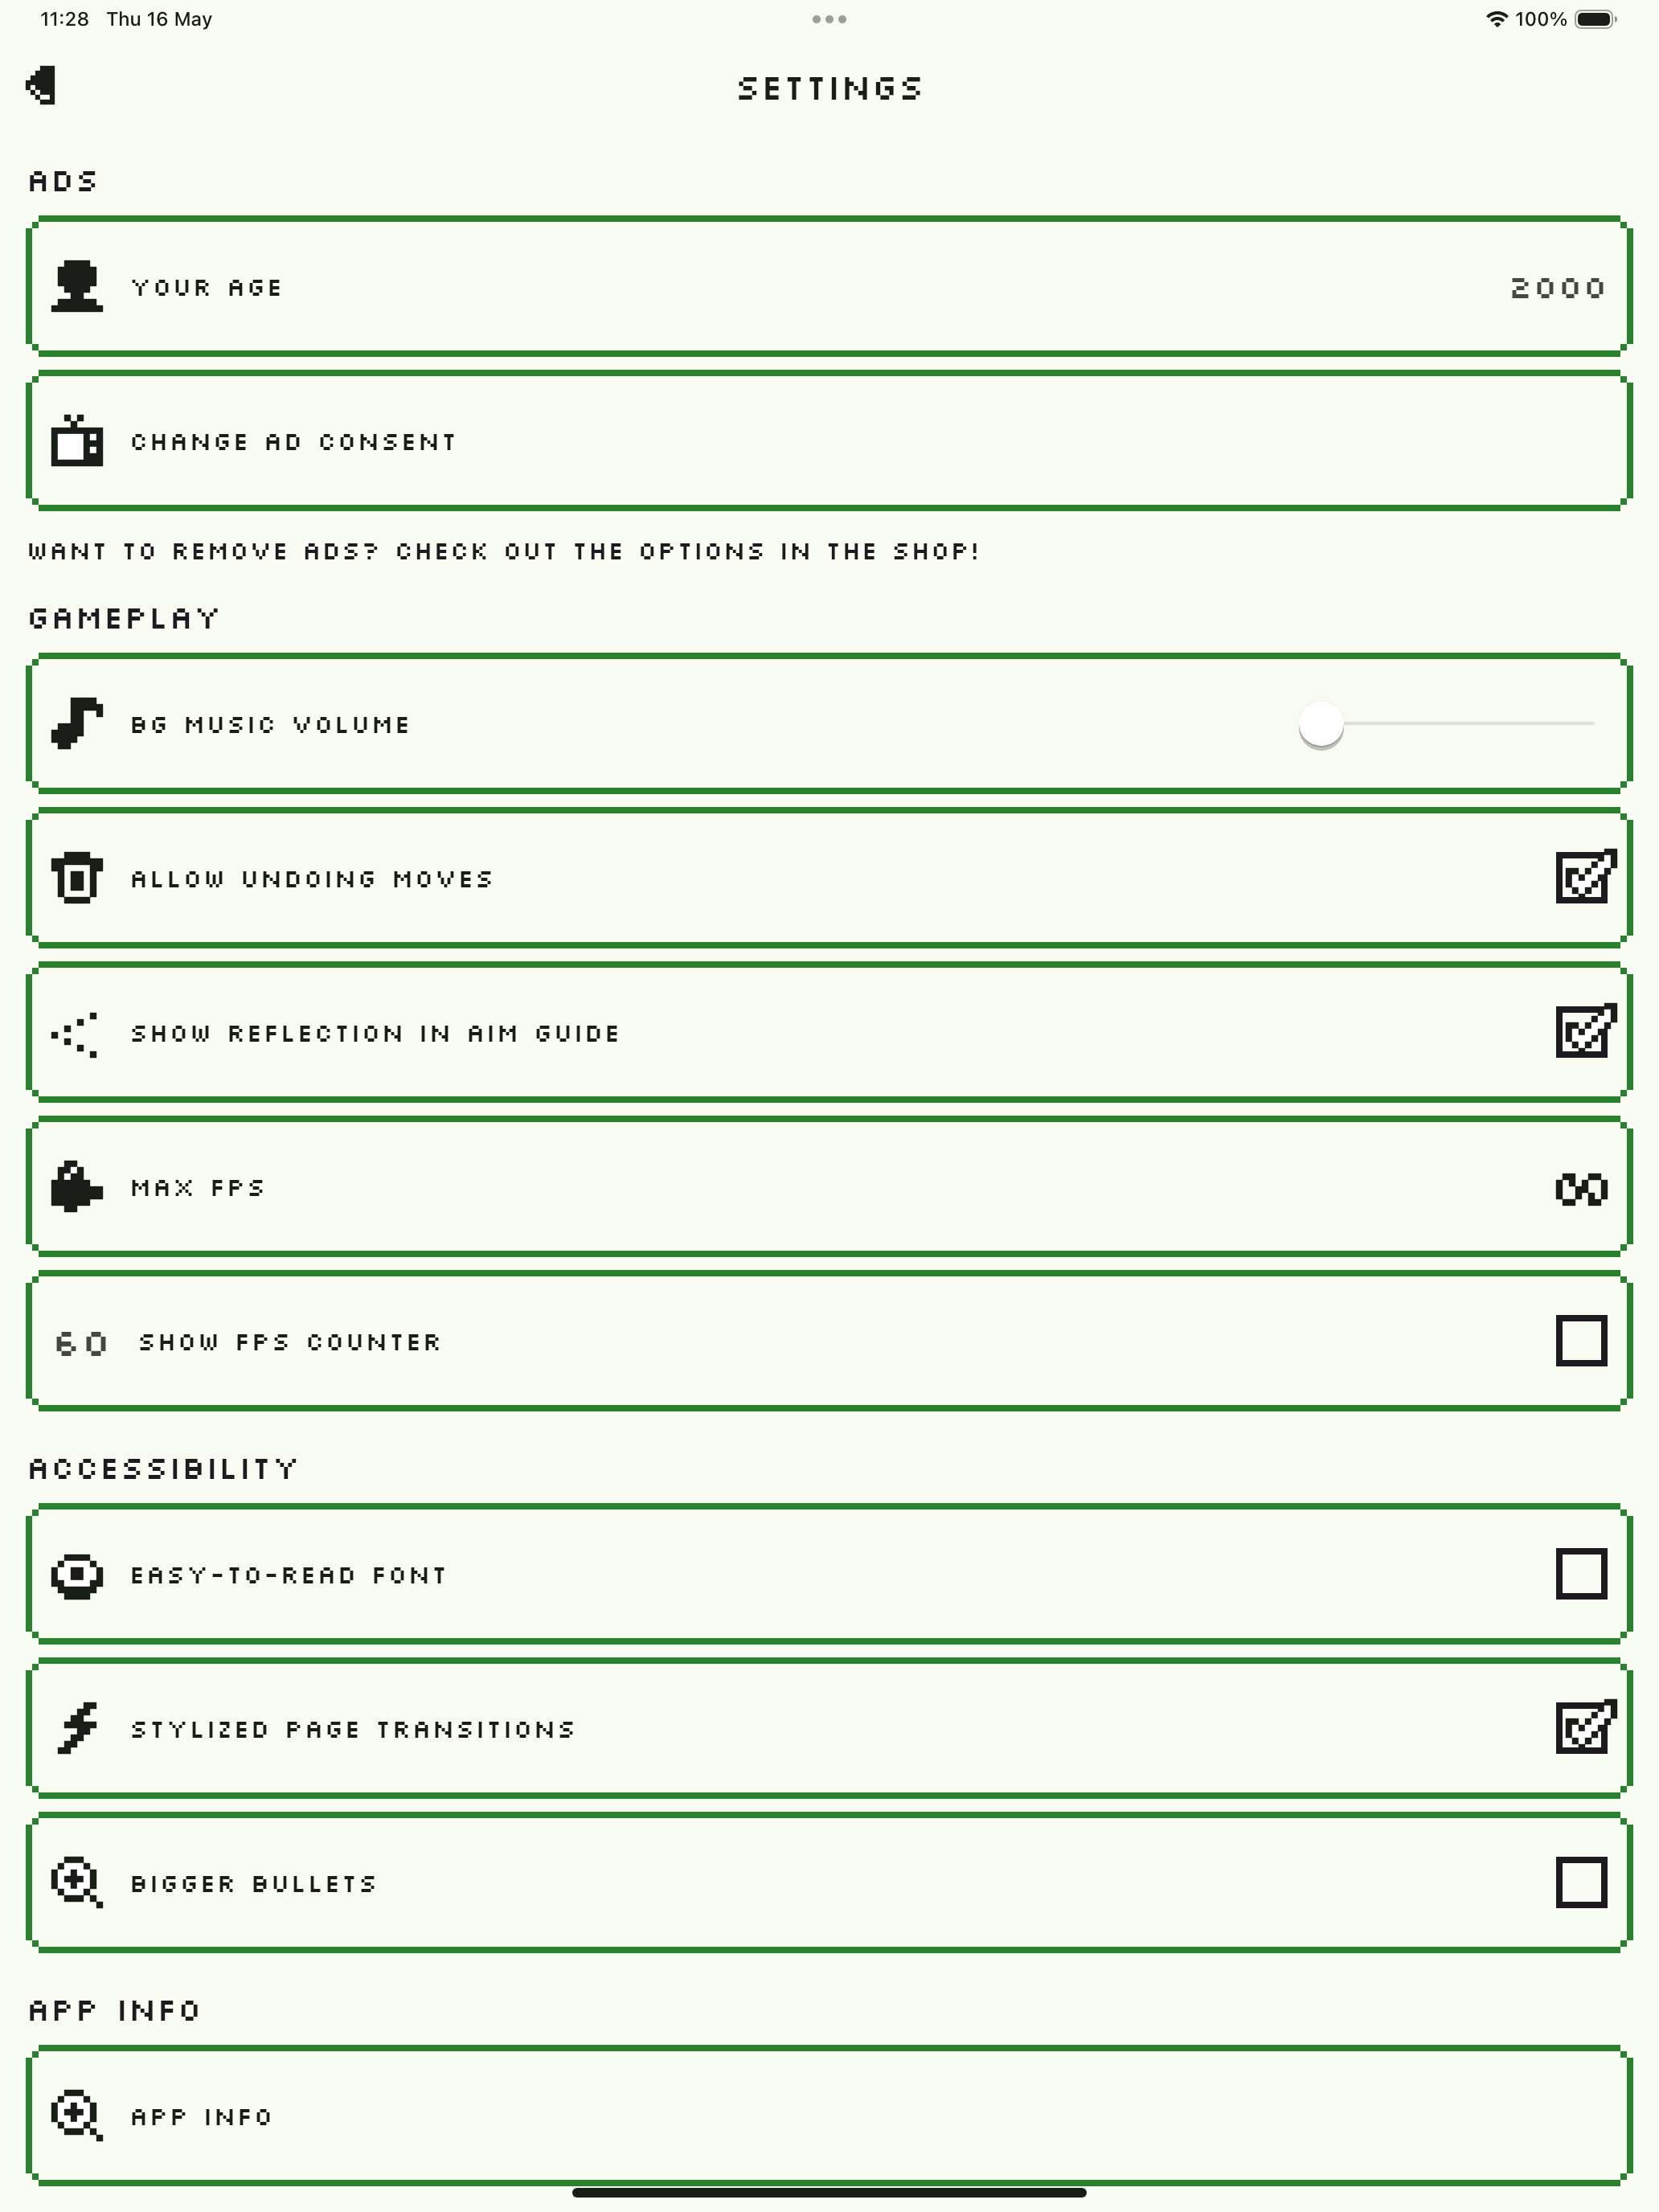 11:28 Thu 16 May
100%
SETTINGS
ADS
YOUR AGE
2000
CHANGE AD CONSENT
WANT TO REMOVE ADS? CHECK OUT THE OPTIONS IN THE SHOP!
GAMEPLAY
BG MUSIC VOLUME
ALLOW UNDOING MOVES
SHOW REFLECTION IN AIM GUIDE
MAX FPS
∞
60 SHOW FPS COUNTER
ACCESSIBILITY
EASY-TO-READ FONT
STYLIZED PAGE TRANSITIONS
BIGGER BULLETS
APP INFO
APP INFO